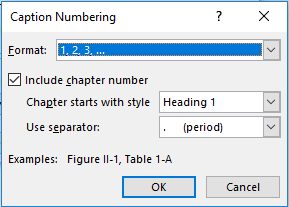 Caption Numbering
Format: 1, 2, 3, ...
Include chapter number
Chapter starts with style Heading 1
Use separator: . (period)
Examples: Figure II-1, Table 1-A
OK Cancel